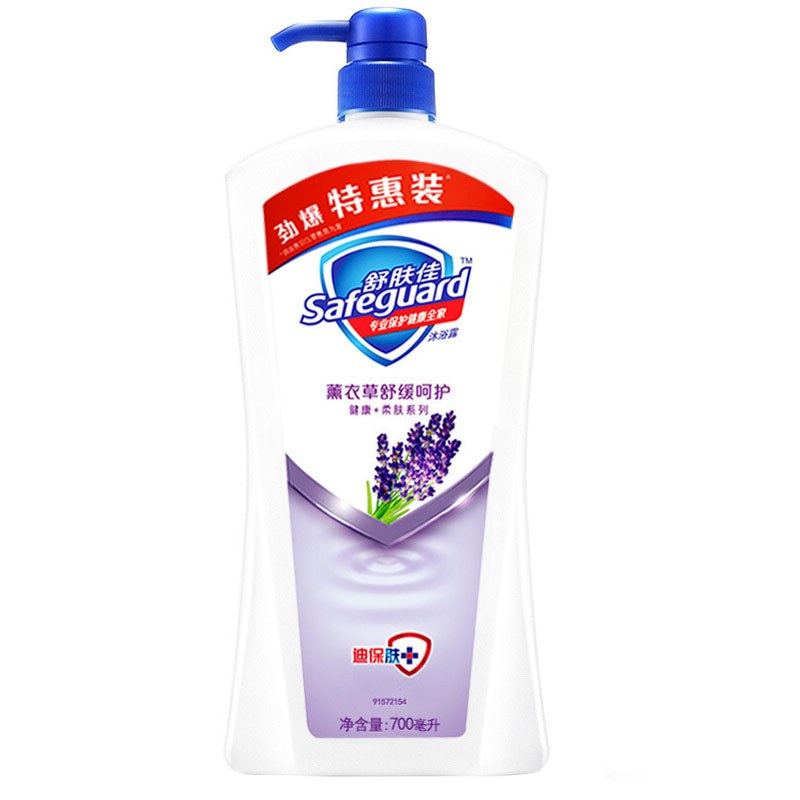 劲爆 特惠装^
舒肤佳
TM
Safeguard
专业保护健康全家
沐浴露
薰衣草舒缓呵护
健康+柔肤系列
迪保肤
91572154
净含量:700毫升